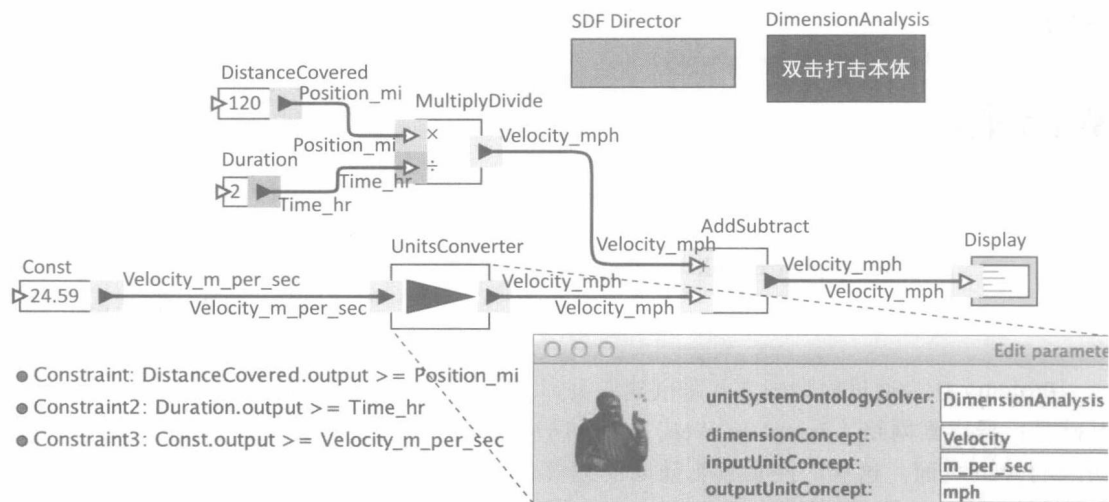 SDF Director
DimensionAnalysis
双击打击本体
DistanceCovered
120
Position_mi
MultiplyDivide
×
÷
Position_mi
Velocity_mph
Duration
2
Time_hr
Time_hr
UnitsConverter
AddSubtract
Velocity_mph
+
−
Display
Const
24.59
Velocity_m_per_sec
Velocity_m_per_sec
Velocity_mph
Velocity_mph
Velocity_mph
Velocity_mph
Constraint: DistanceCovered.output >= Position_mi
Constraint2: Duration.output >= Time_hr
Constraint3: Const.output >= Velocity_m_per_sec
Edit paramete
unitSystemOntologySolver: DimensionAnalysis
dimensionConcept: Velocity
inputUnitConcept: m_per_sec
outputUnitConcept: mph